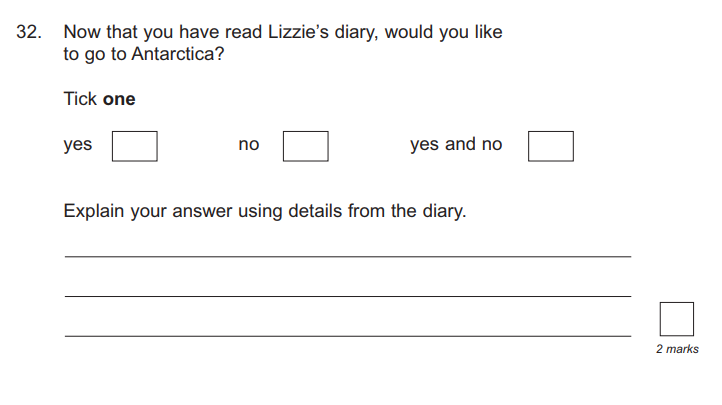 32. Now that you have read Lizzie’s diary, would you like
to go to Antarctica?
Tick one
yes no yes and no
Explain your answer using details from the diary.
2 marks